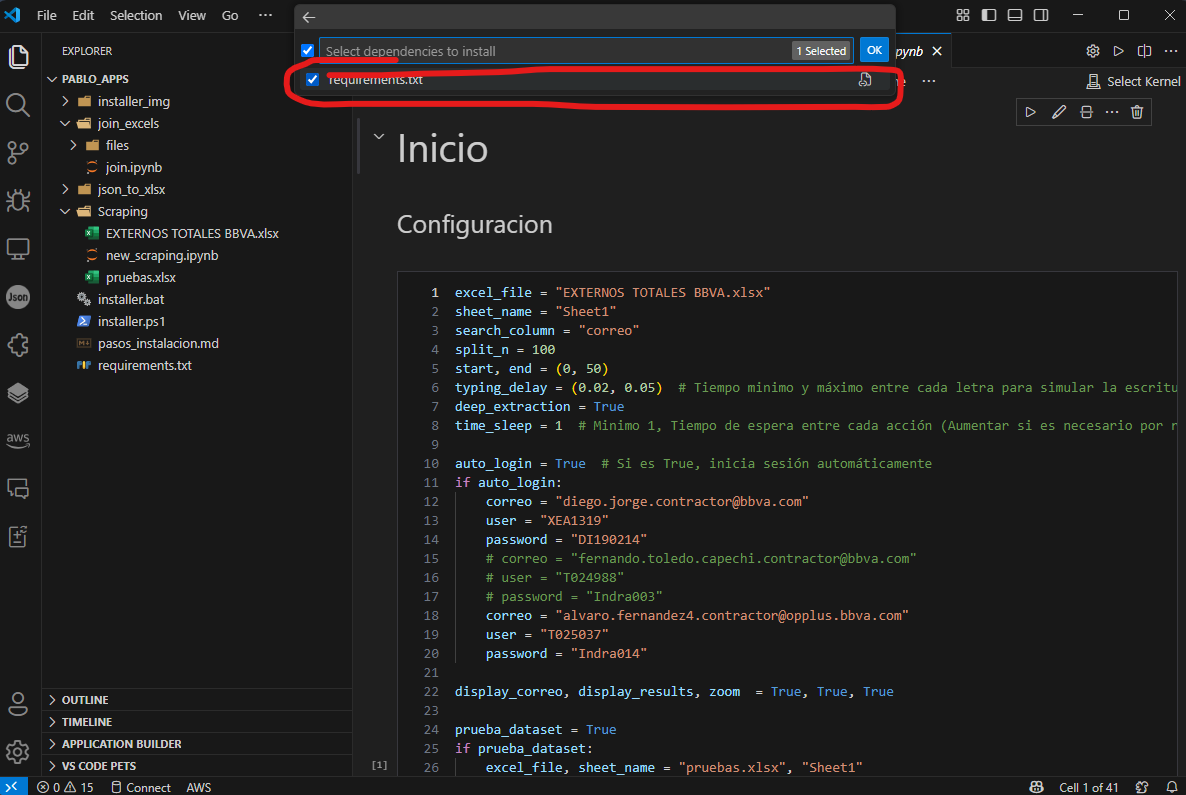 File Edit Selection View Go ···
Select dependencies to install 1 Selected OK
requirements.txt
pynb
EXPLORER
PABLO_APPS
installer_img
join_excels
files
join.ipynb
json_to_xlsx
Scraping
EXTERNOS TOTALES BBVA.xlsx
new_scraping.ipynb
pruebas.xlsx
installer.bat
installer.ps1
pasos_instalacion.md
requirements.txt
OUTLINE
TIMELINE
APPLICATION BUILDER
VS CODE PETS
Json
aws
Select Kernel
Inicio
Configuracion
1 excel_file = "EXTERNOS TOTALES BBVA.xlsx"
2 sheet_name = "Sheet1"
3 search_column = "correo"
4 split_n = 100
5 start, end = (0, 50)
6 typing_delay = (0.02, 0.05)  # Tiempo minimo y máximo entre cada letra para simular la escritu
7 deep_extraction = True
8 time_sleep = 1  # Minimo 1, Tiempo de espera entre cada acción (Aumentar si es necesario por r
9
10 auto_login = True  # Si es True, inicia sesión automáticamente
11 if auto_login:
12     correo = "diego.jorge.contractor@bbva.com"
13     user = "XEA1319"
14     password = "DI190214"
15     # correo = "fernando.toledo.capechi.contractor@bbva.com"
16     # user = "T024988"
17     # password = "Indra003"
18     correo = "alvaro.fernandez4.contractor@opplus.bbva.com"
19     user = "T025037"
20     password = "Indra014"
21
22 display_correo, display_results, zoom  = True, True, True
23
24 prueba_dataset = True
25 if prueba_dataset:
26     excel_file, sheet_name = "pruebas.xlsx", "Sheet1"
[1]
0 15 Connect AWS Cell 1 of 41